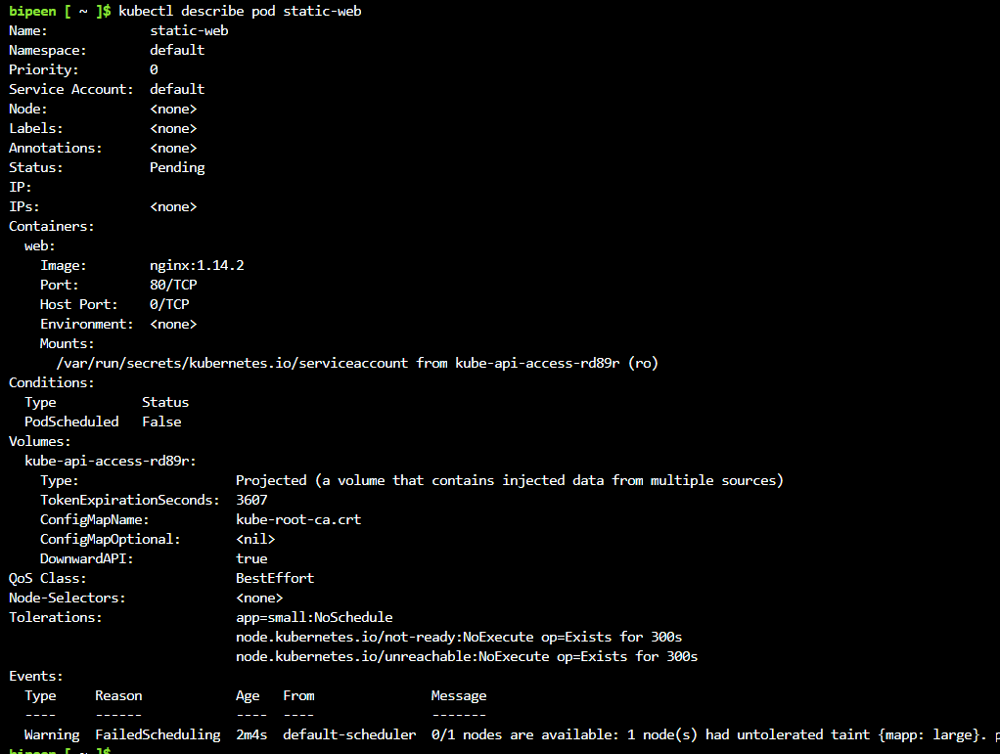 bipeen [ ~ ]$ kubectl describe pod static-web
Name:             static-web
Namespace:        default
Priority:         0
Service Account:  default
Node:             <none>
Labels:           <none>
Annotations:      <none>
Status:           Pending
IP:
IPs:              <none>
Containers:
  web:
    Image:        nginx:1.14.2
    Port:         80/TCP
    Host Port:    0/TCP
    Environment:  <none>
    Mounts:
      /var/run/secrets/kubernetes.io/serviceaccount from kube-api-access-rd89r (ro)
Conditions:
  Type           Status
  PodScheduled   False
Volumes:
  kube-api-access-rd89r:
    Type:                    Projected (a volume that contains injected data from multiple sources)
    TokenExpirationSeconds:  3607
    ConfigMapName:           kube-root-ca.crt
    ConfigMapOptional:       <nil>
    DownwardAPI:             true
QoS Class:                   BestEffort
Node-Selectors:              <none>
Tolerations:                 app=small:NoSchedule
                             node.kubernetes.io/not-ready:NoExecute op=Exists for 300s
                             node.kubernetes.io/unreachable:NoExecute op=Exists for 300s
Events:
  Type     Reason            Age   From               Message
  ----     ------            ----  ----               -------
  Warning  FailedScheduling  2m4s  default-scheduler  0/1 nodes are available: 1 node(s) had untolerated taint {mapp: large}.
bipeen [ ~ ]$